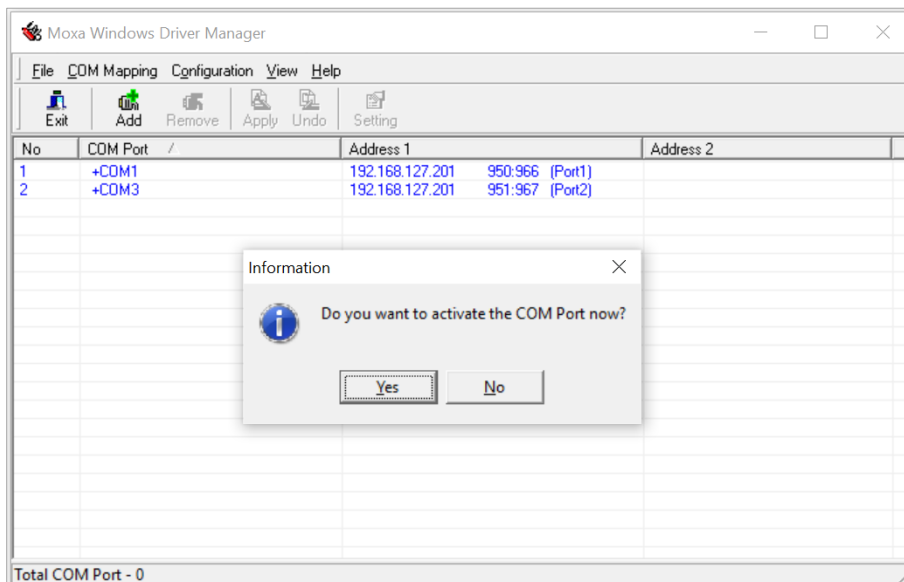 Moxa Windows Driver Manager
File COM Mapping Configuration View Help
Exit Add Remove Apply Undo Setting
No COM Port / Address 1 Address 2
1 +COM1 192.168.127.201 950:966 (Port1)
2 +COM3 192.168.127.201 951:967 (Port2)
Information
Do you want to activate the COM Port now?
Yes No
Total COM Port - 0